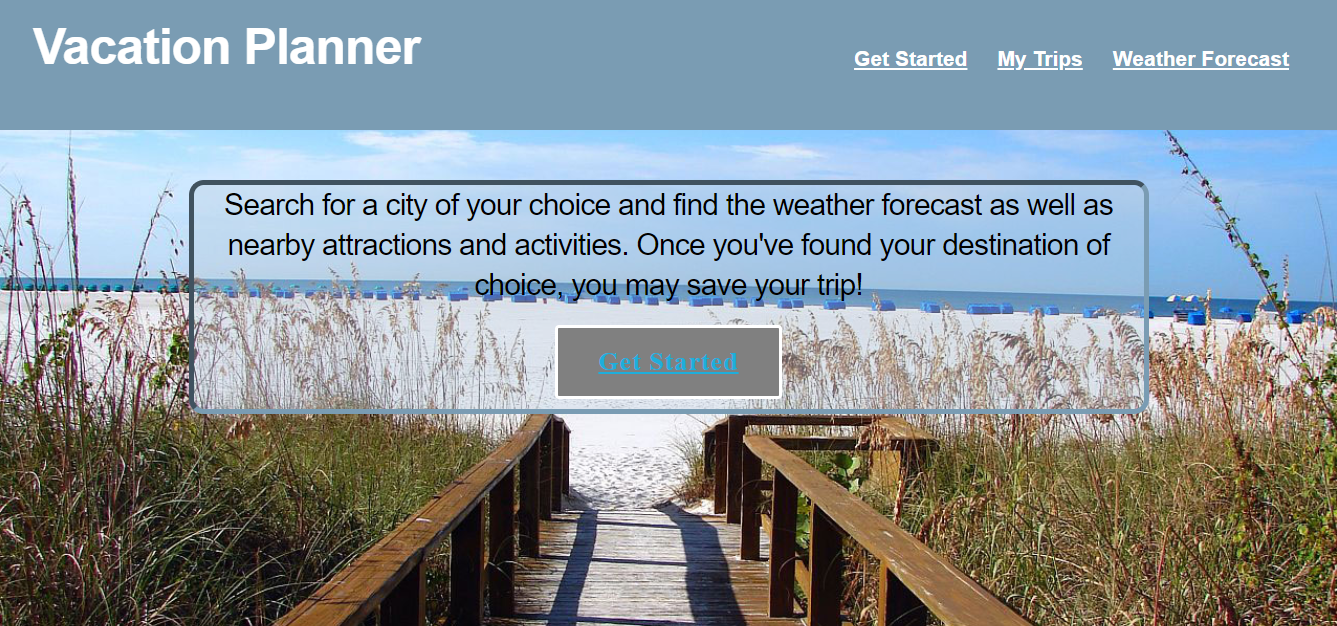 Vacation Planner
Get Started My Trips Weather Forecast
Search for a city of your choice and find the weather forecast as well as
nearby attractions and activities. Once you've found your destination of
choice, you may save your trip!
Get Started